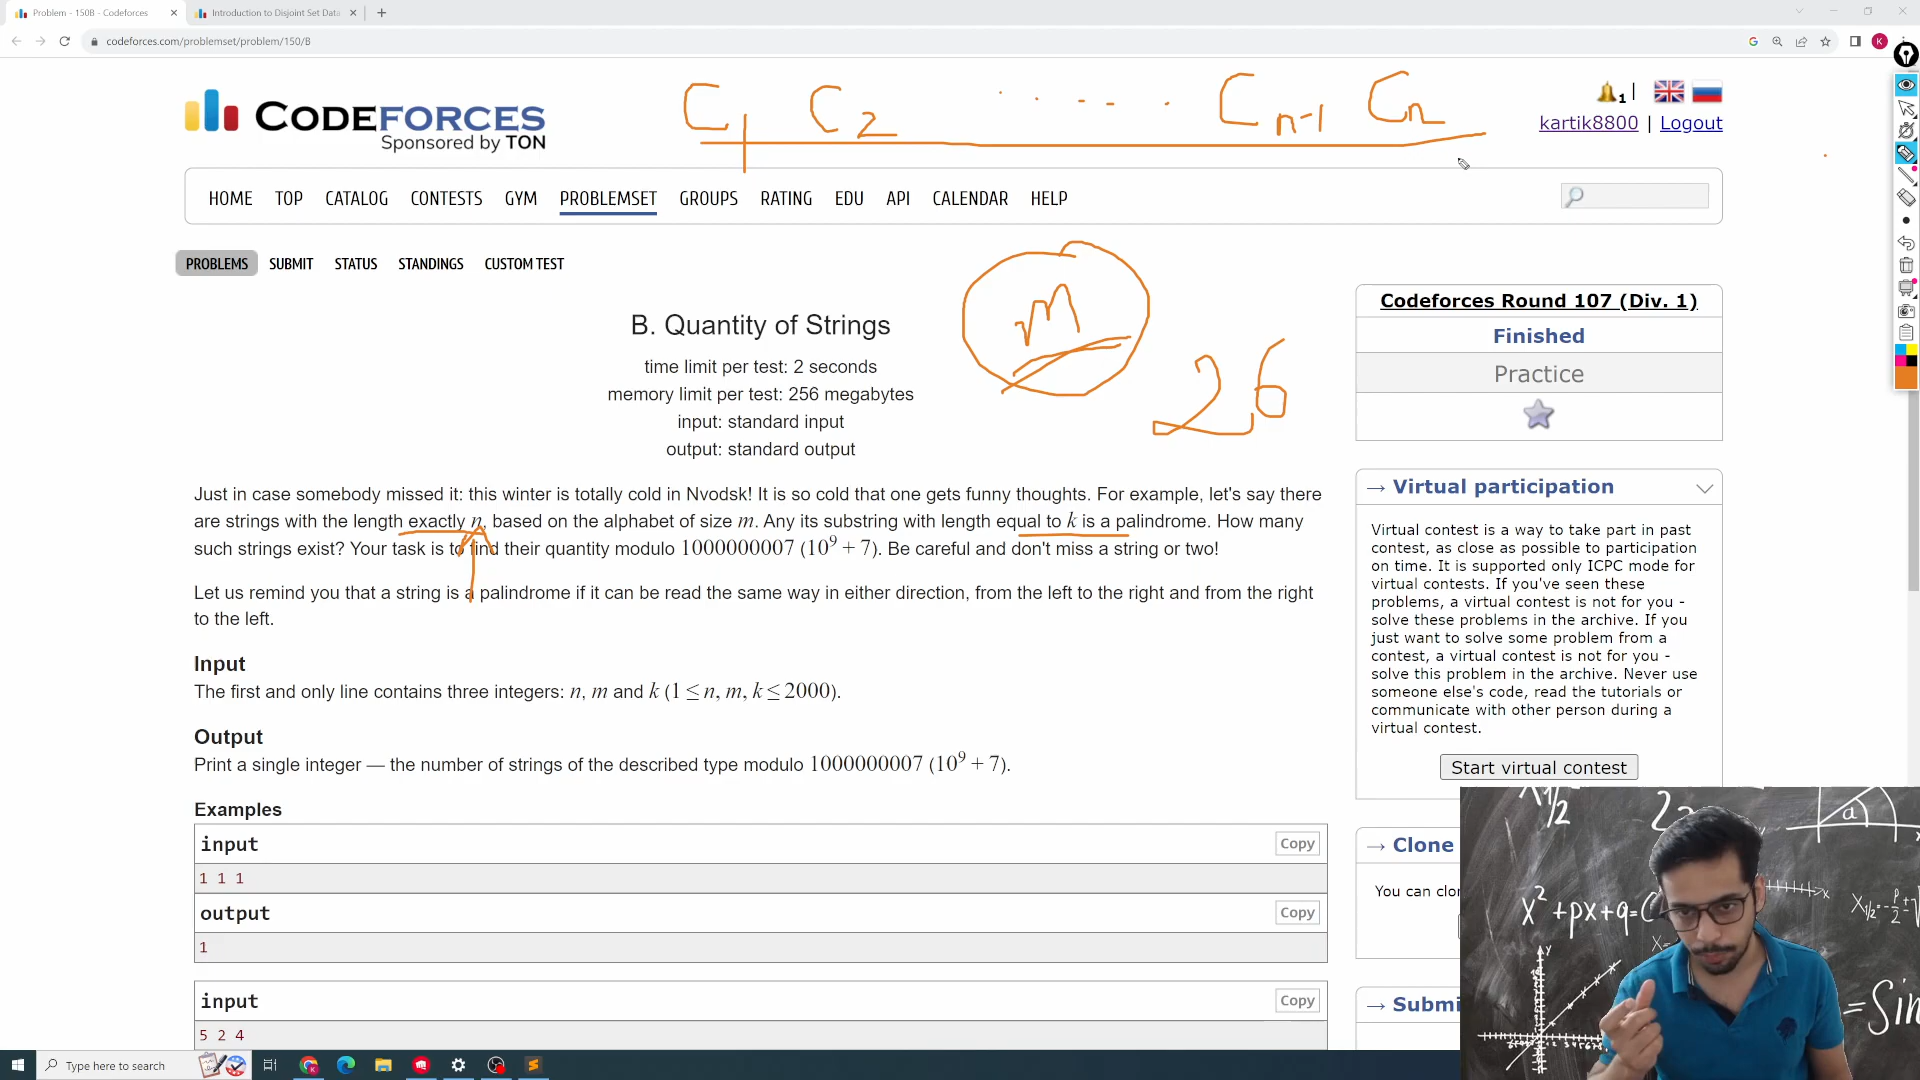 Problem - 150B - Codeforces
Introduction to Disjoint Set Data
codeforces.com/problemset/problem/150/B
K
C1 C2 . . . . . . Cn-1 Cn
CODEFORCES
Sponsored by TON
1 |
kartik8800 | Logout
HOME TOP CATALOG CONTESTS GYM PROBLEMSET GROUPS RATING EDU API CALENDAR HELP
PROBLEMS SUBMIT STATUS STANDINGS CUSTOM TEST
m
26
B. Quantity of Strings
time limit per test: 2 seconds
memory limit per test: 256 megabytes
input: standard input
output: standard output
Just in case somebody missed it: this winter is totally cold in Nvodsk! It is so cold that one gets funny thoughts. For example, let's say there
are strings with the length exactly n, based on the alphabet of size m. Any its substring with length equal to k is a palindrome. How many
such strings exist? Your task is to find their quantity modulo 1000000007 (10⁹ + 7). Be careful and don't miss a string or two!
Let us remind you that a string is a palindrome if it can be read the same way in either direction, from the left to the right and from the right
to the left.
Input
The first and only line contains three integers: n, m and k (1 ≤ n, m, k ≤ 2000).
Output
Print a single integer — the number of strings of the described type modulo 1000000007 (10⁹ + 7).
Examples
input
Copy
1 1 1
output
Copy
1
input
Copy
5 2 4
Codeforces Round 107 (Div. 1)
Finished
Practice
→ Virtual participation
Virtual contest is a way to take part in past
contest, as close as possible to participation
on time. It is supported only ICPC mode for
virtual contests. If you've seen these
problems, a virtual contest is not for you -
solve these problems in the archive. If you
just want to solve some problem from a
contest, a virtual contest is not for you -
solve this problem in the archive. Never use
someone else's code, read the tutorials or
communicate with other person during a
virtual contest.
Start virtual contest
→ Clone
You can clon
→ Subm
x² + px + q =
a
= Sin
Type here to search